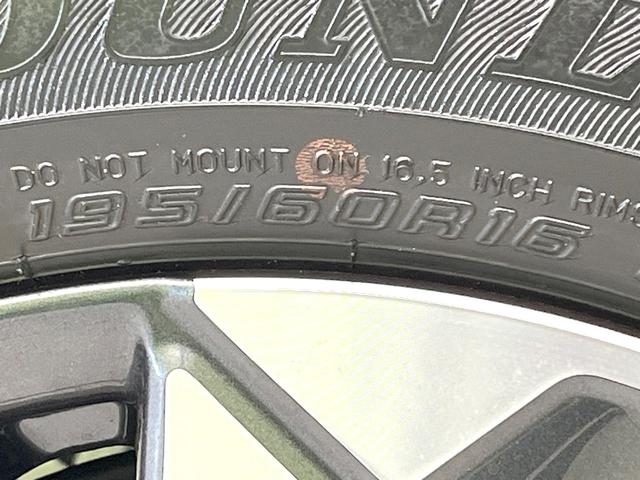 DO NOT MOUNT ON 16.5 INCH RIMS
195/60R16